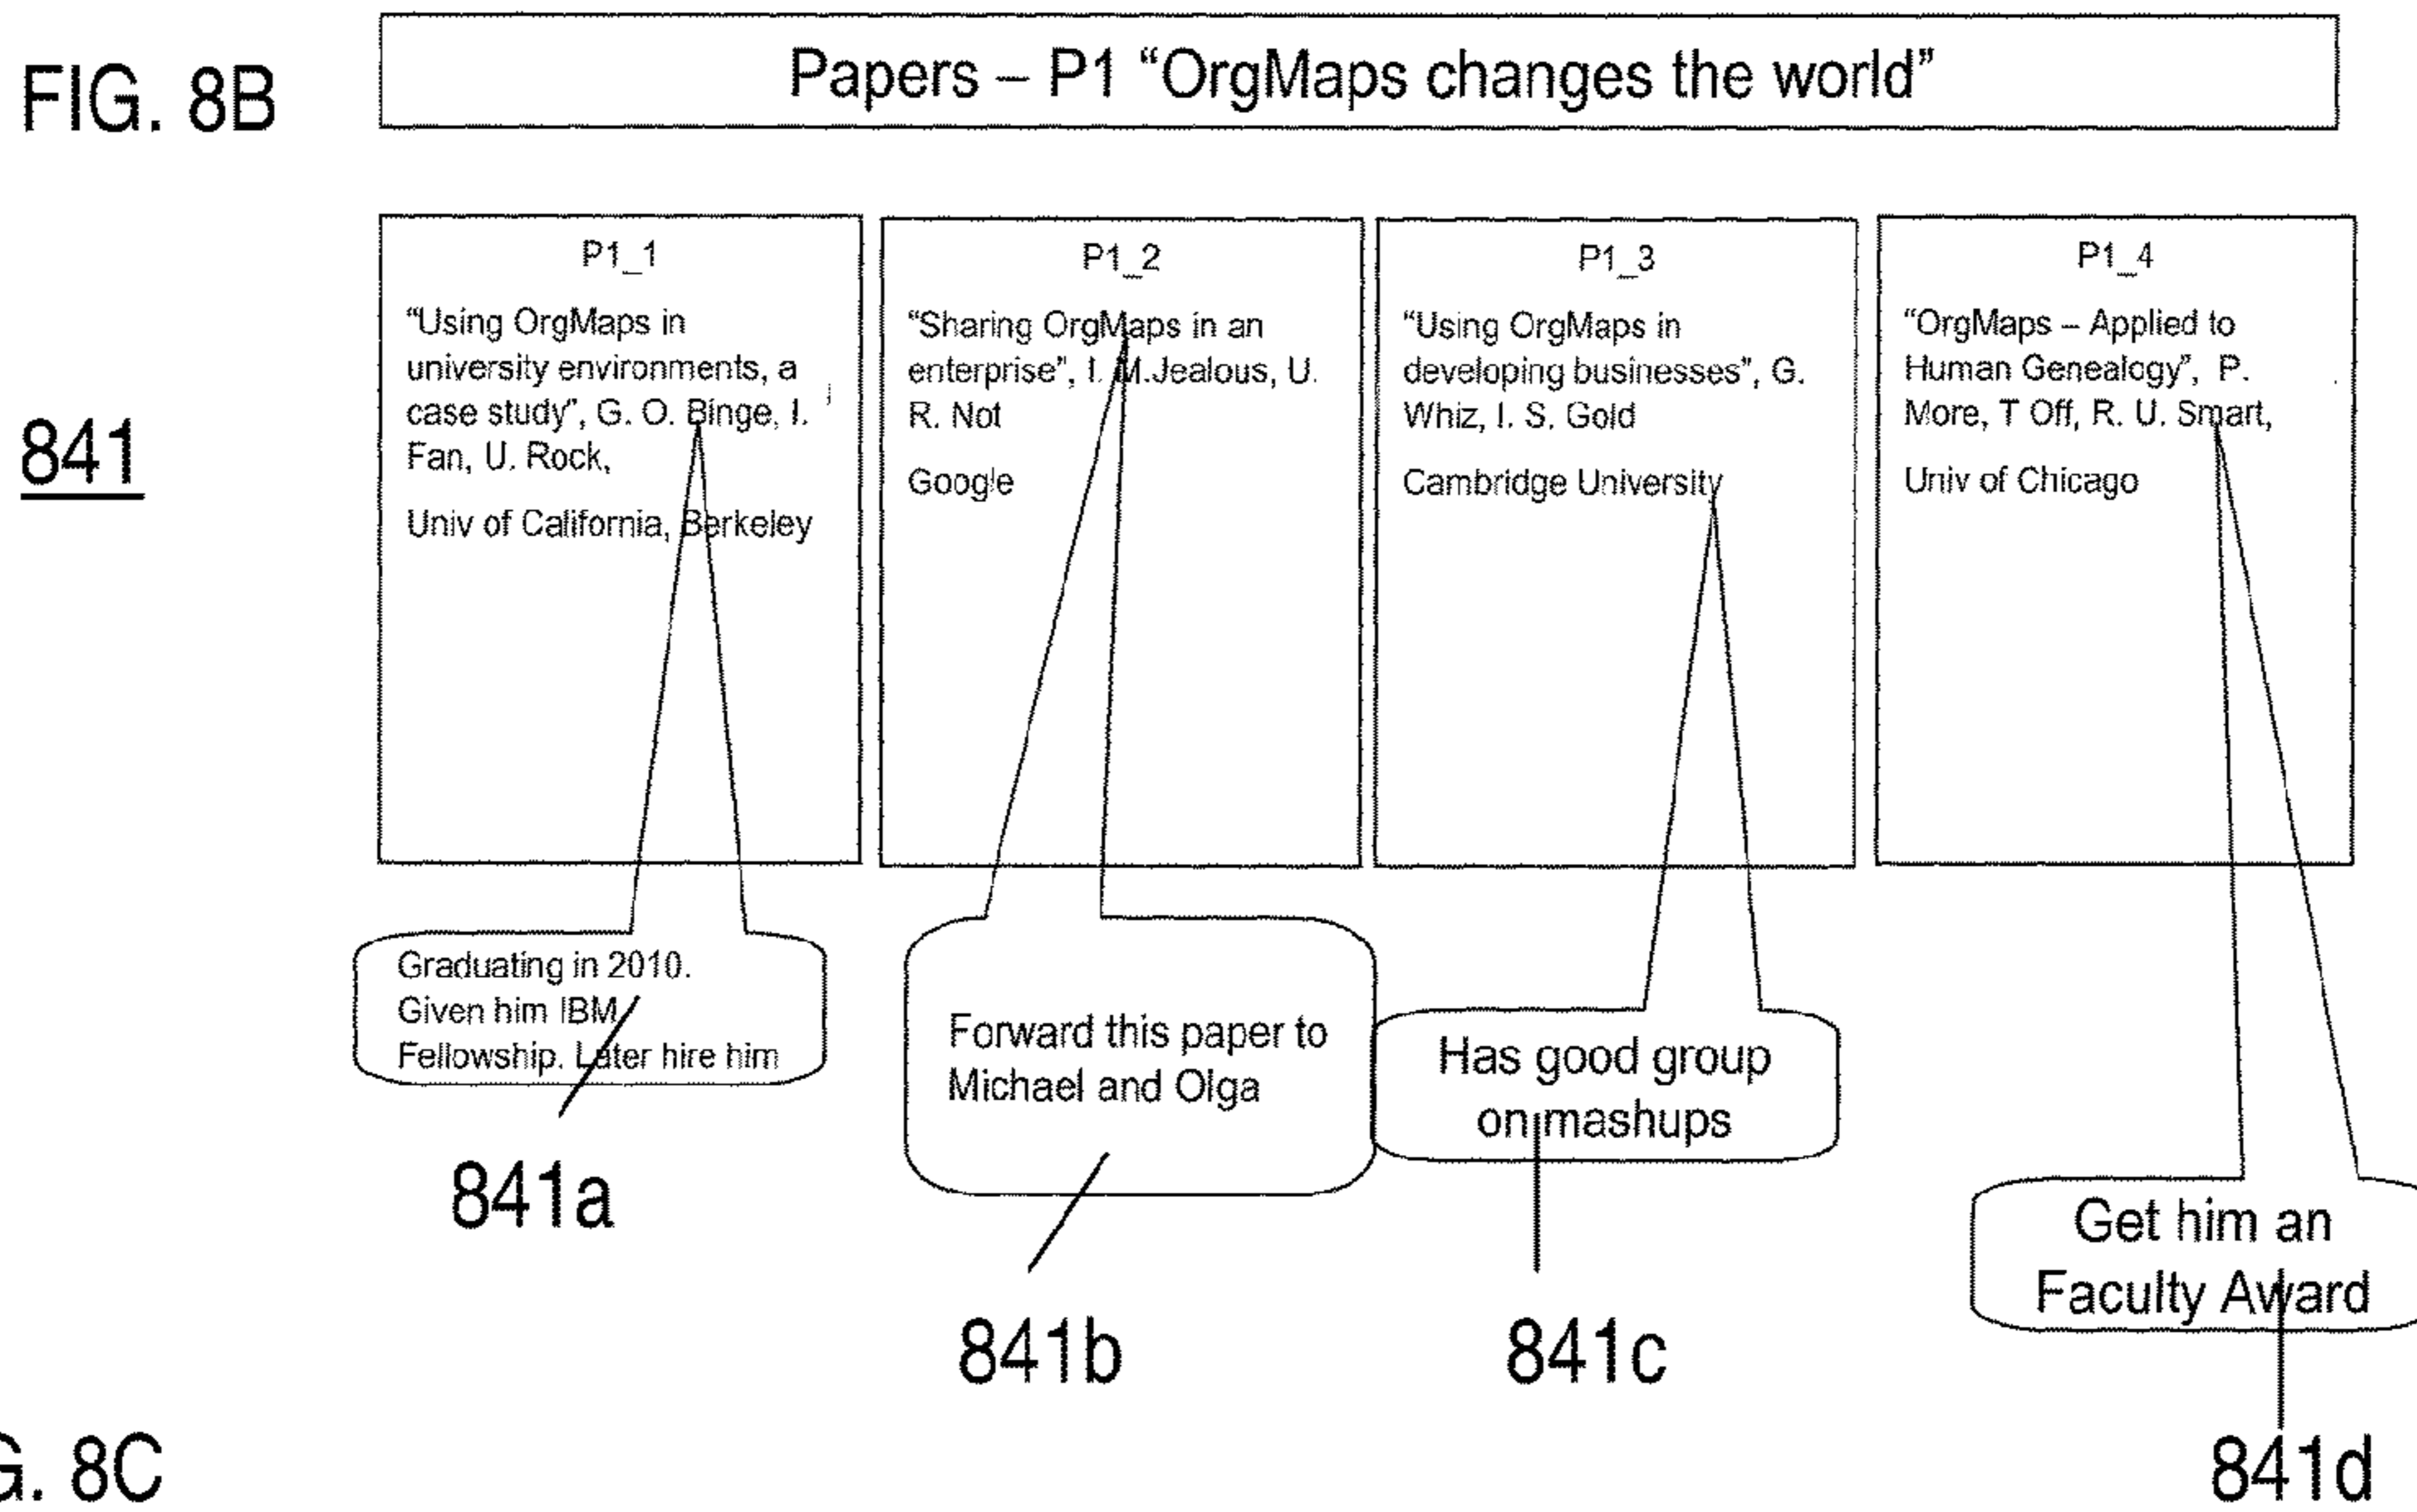 FIG. 8B
Papers – P1 “OrgMaps changes the world”
841
P1_1
“Using OrgMaps in
university environments, a
case study”, G. O. Binge, I.
Fan, U. Rock,
Univ of California, Berkeley
P1_2
“Sharing OrgMaps in an
enterprise”, I. M.Jealous, U.
R. Not
Google
P1_3
“Using OrgMaps in
developing businesses”, G.
Whiz, I. S. Gold
Cambridge University
P1_4
“OrgMaps – Applied to
Human Genealogy”, P.
More, T Off, R. U. Smart,
Univ of Chicago
Graduating in 2010.
Given him IBM
Fellowship. Later hire him
841a
Forward this paper to
Michael and Olga
841b
Has good group
on mashups
841c
Get him an
Faculty Award
841d
G. 8C